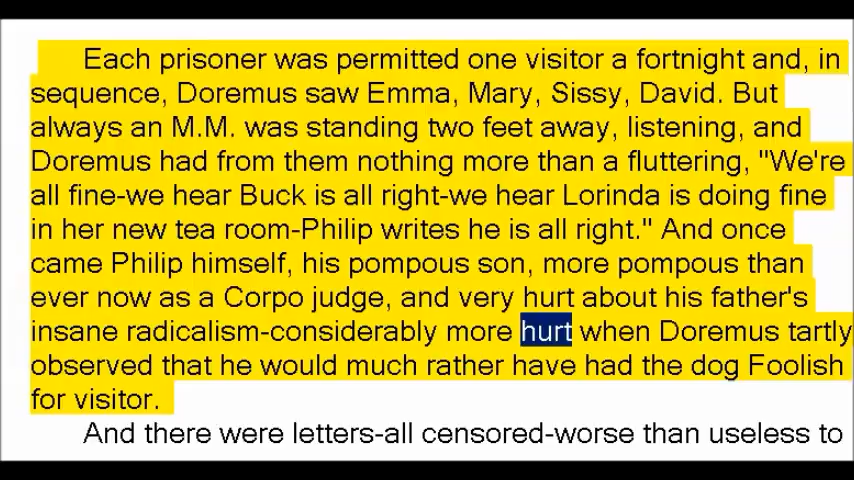 Each prisoner was permitted one visitor a fortnight and, in
sequence, Doremus saw Emma, Mary, Sissy, David. But
always an M.M. was standing two feet away, listening, and
Doremus had from them nothing more than a fluttering, "We're
all fine-we hear Buck is all right-we hear Lorinda is doing fine
in her new tea room-Philip writes he is all right." And once
came Philip himself, his pompous son, more pompous than
ever now as a Corpo judge, and very hurt about his father's
insane radicalism-considerably more hurt when Doremus tartly
observed that he would much rather have had the dog Foolish
for visitor.
And there were letters-all censored-worse than useless to